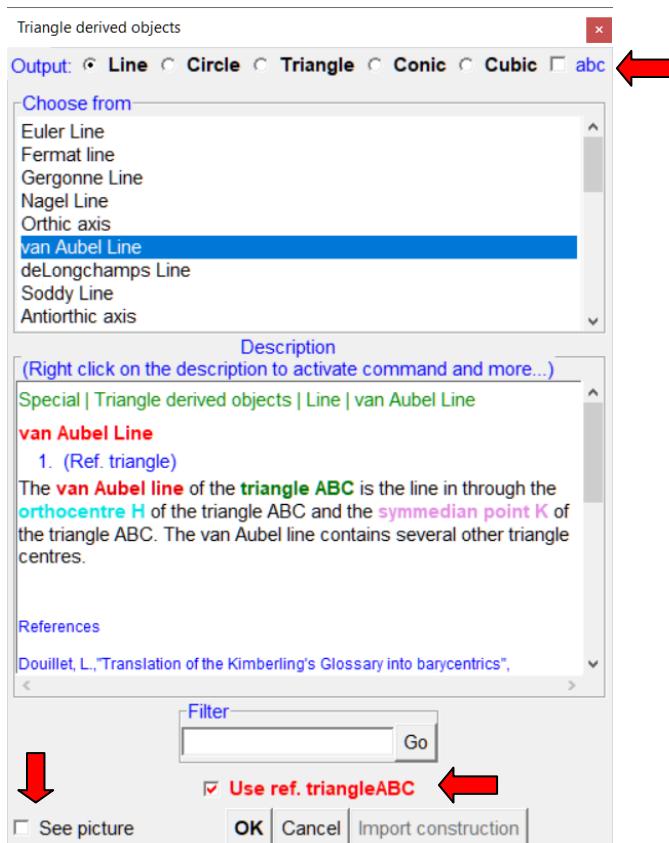 Triangle derived objects
Output: Line Circle Triangle Conic Cubic abc
Choose from
Euler Line
Fermat line
Gergonne Line
Nagel Line
Orthic axis
van Aubel Line
deLongchamps Line
Soddy Line
Antiorthic axis
Description
(Right click on the description to activate command and more...)
Special | Triangle derived objects | Line | van Aubel Line
van Aubel Line
1. (Ref. triangle)
The van Aubel line of the triangle ABC is the line in through the
orthocentre H of the triangle ABC and the symmedian point K of
the triangle ABC. The van Aubel line contains several other triangle
centres.
References
Douillet, L.,"Translation of the Kimberling's Glossary into barycentrics",
Filter
Go
Use ref. triangleABC
See picture OK Cancel Import construction